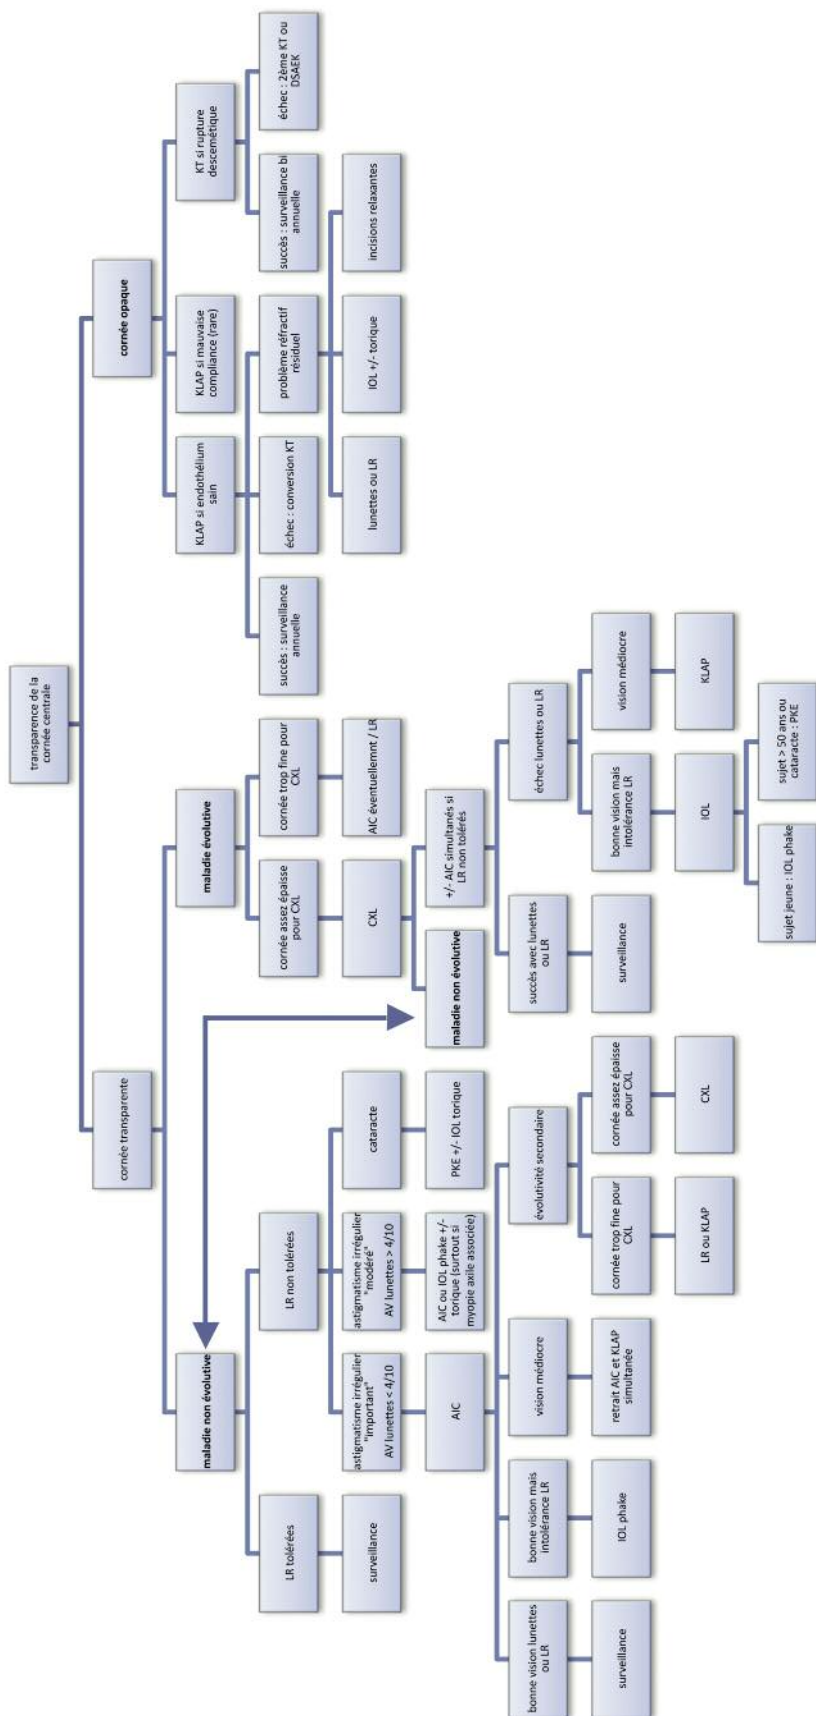 transparence de la
cornée centrale
cornée transparente
cornée opaque
maladie non évolutive
maladie évolutive
KLAP si endothélium
sain
KLAP si mauvaise
compliance (rare)
KT si rupture
descemétique
LR tolérées
LR non tolérées
cornée assez épaisse
pour CXL
cornée trop fine pour
CXL
succès : surveillance
annuelle
échec : conversion KT
problème réfractif
résiduel
succès : surveillance bi
annuelle
échec : 2ème KT ou
DSAEK
surveillance
astigmatisme irrégulier
"important"
AV lunettes < 4/10
astigmatisme irrégulier
"modéré"
AV lunettes > 4/10
cataracte
CXL
AIC éventuellemnt / LR
lunettes ou LR
IOL +/- torique
incisions relaxantes
AIC
AIC ou IOL phake +/-
torique (surtout si
myopie axile associée)
PKE +/- IOL torique
maladie non évolutive
+/- AIC simultanés si
LR non tolérés
bonne vision lunettes
ou LR
bonne vision mais
intolérance LR
vision médiocre
évolutivité secondaire
succès avec lunettes
ou LR
échec lunettes ou LR
surveillance
IOL phake
retrait AIC et KLAP
simultanée
cornée trop fine pour
CXL
cornée assez épaisse
pour CXL
surveillance
bonne vision mais
intolérance LR
vision médiocre
LR ou KLAP
CXL
IOL
KLAP
sujet jeune : IOL phake
sujet > 50 ans ou
cataracte : PKE